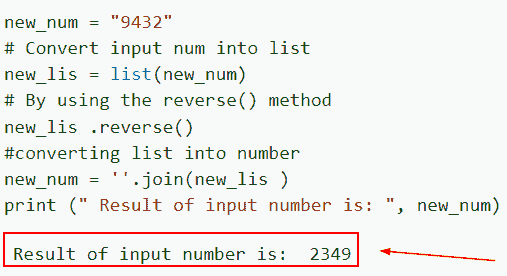 new_num = "9432"
# Convert input num into list
new_lis = list(new_num)
# By using the reverse() method
new_lis .reverse()
#converting list into number
new_num = ''.join(new_lis )
print (" Result of input number is: ", new_num)
Result of input number is:  2349